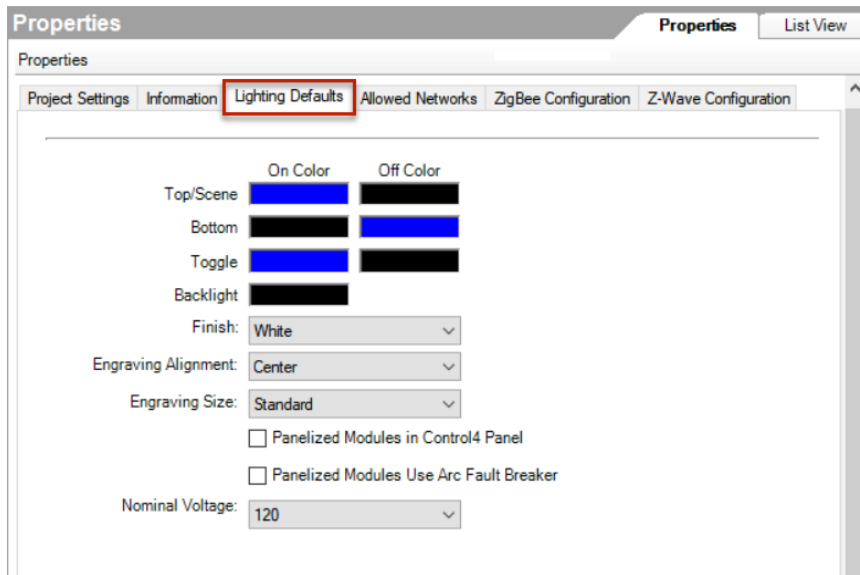 Properties
Properties List View
Properties
Project Settings Information Lighting Defaults Allowed Networks ZigBee Configuration Z-Wave Configuration
On Color Off Color
Top/Scene
Bottom
Toggle
Backlight
Finish: White
Engraving Alignment: Center
Engraving Size: Standard
Panelized Modules in Control4 Panel
Panelized Modules Use Arc Fault Breaker
Nominal Voltage: 120